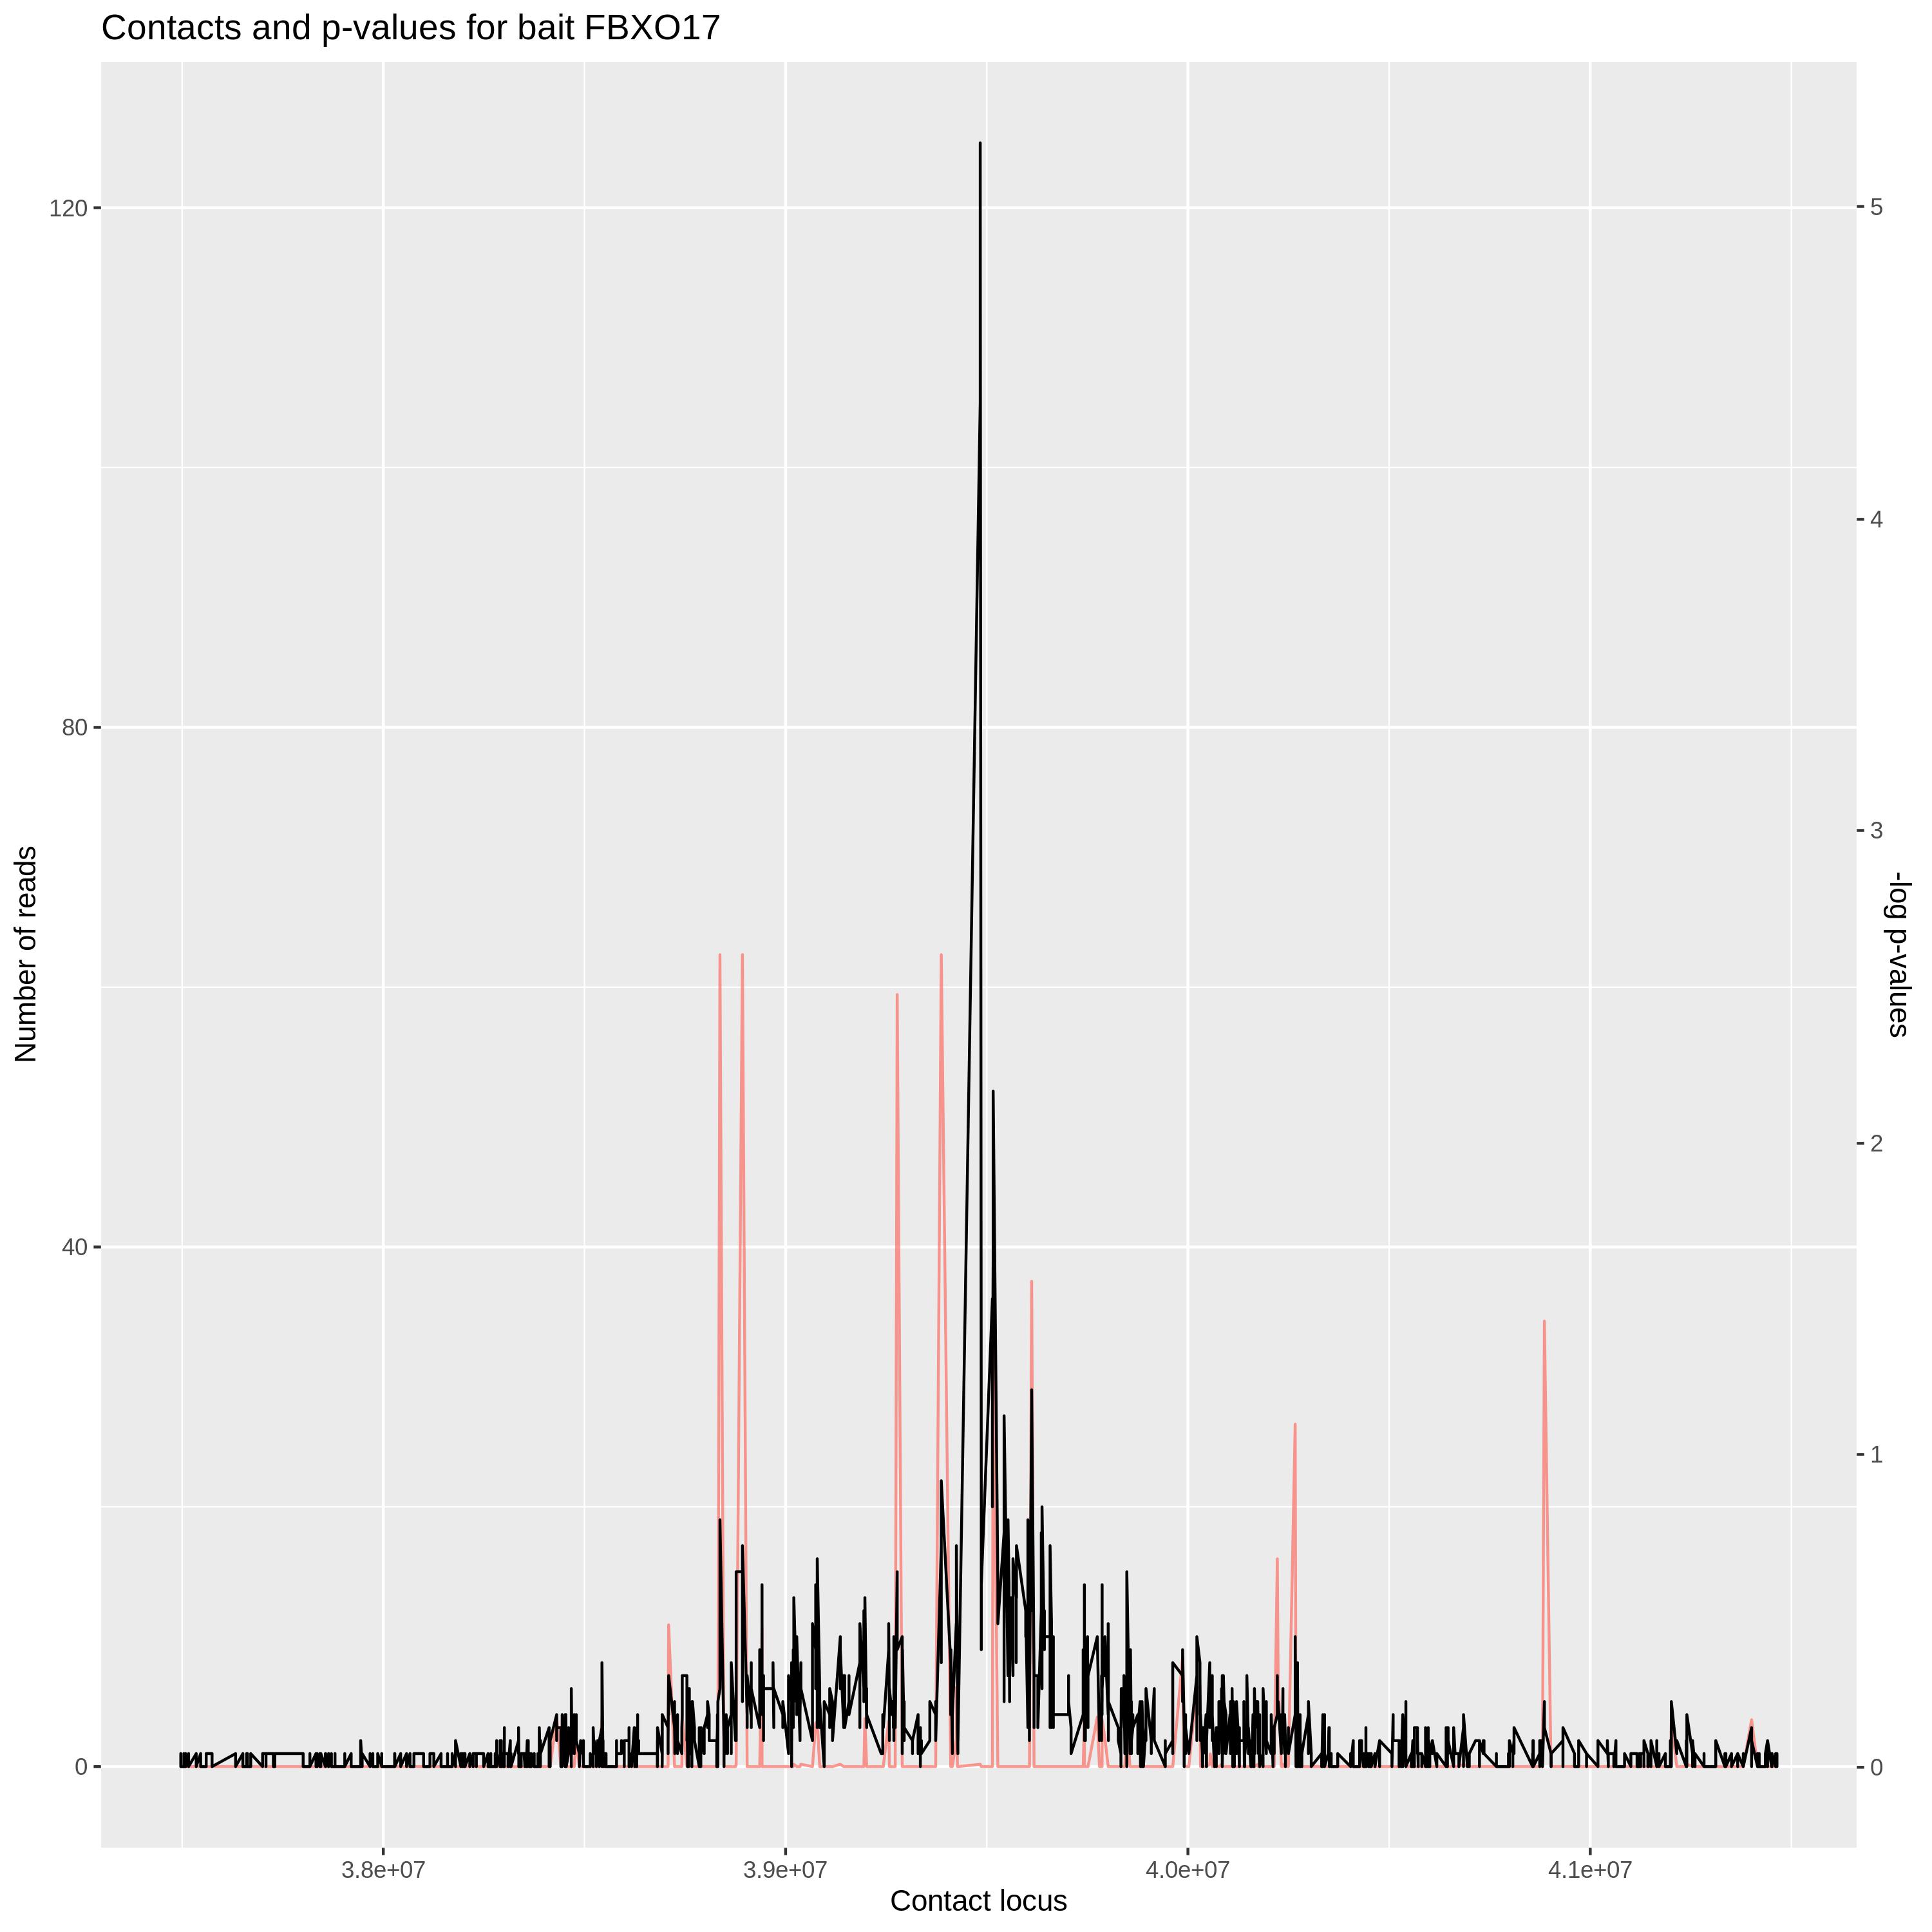 Contacts and p-values for bait FBXO17
120
80
40
0
Number of reads
5
4
3
2
1
0
-log p-values
3.8e+07
3.9e+07
4.0e+07
4.1e+07
Contact locus